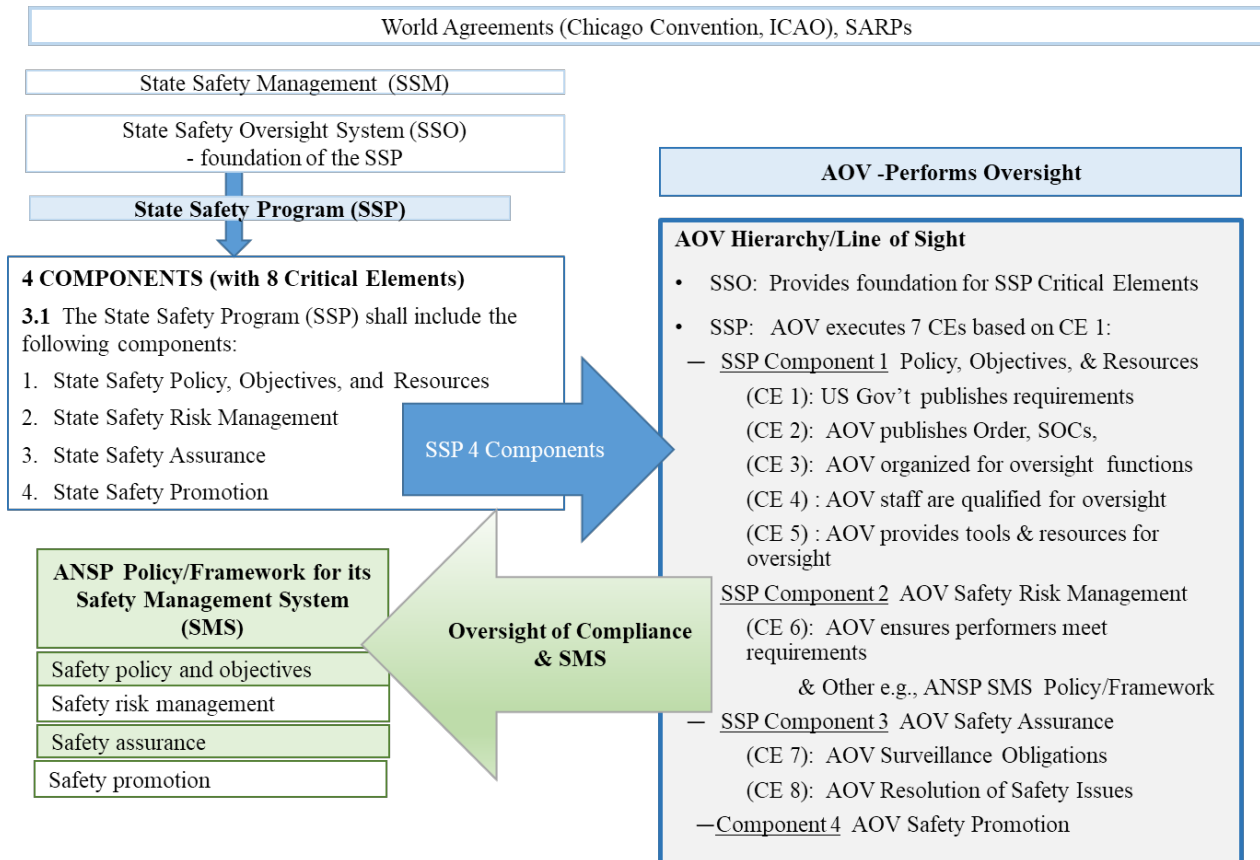 World Agreements (Chicago Convention, ICAO), SARPs
State Safety Management (SSM)
State Safety Oversight System (SSO)
- foundation of the SSP
State Safety Program (SSP)
4 COMPONENTS (with 8 Critical Elements)
3.1 The State Safety Program (SSP) shall include the
following components:
1. State Safety Policy, Objectives, and Resources
2. State Safety Risk Management
3. State Safety Assurance
4. State Safety Promotion
SSP 4 Components
ANSP Policy/Framework for its
Safety Management System
(SMS)
Safety policy and objectives
Safety risk management
Safety assurance
Safety promotion
Oversight of Compliance
& SMS
AOV -Performs Oversight
AOV Hierarchy/Line of Sight
• SSO: Provides foundation for SSP Critical Elements
• SSP: AOV executes 7 CEs based on CE 1:
— SSP Component 1 Policy, Objectives, & Resources
(CE 1): US Gov't publishes requirements
(CE 2): AOV publishes Order, SOCs,
(CE 3): AOV organized for oversight functions
(CE 4) : AOV staff are qualified for oversight
(CE 5) : AOV provides tools & resources for
oversight
SSP Component 2 AOV Safety Risk Management
(CE 6): AOV ensures performers meet
requirements
& Other e.g., ANSP SMS Policy/Framework
— SSP Component 3 AOV Safety Assurance
(CE 7): AOV Surveillance Obligations
(CE 8): AOV Resolution of Safety Issues
—Component 4 AOV Safety Promotion